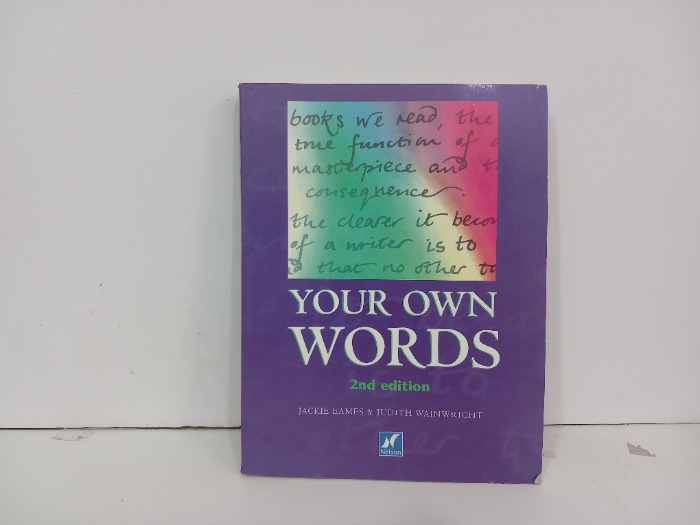 books we read, the
true function of a
masterpiece and
consequence.
the clearer it becom
of a writer is to
d that no other
YOUR OWN
WORDS
2nd edition
JACKIE EAMES & JUDITH WAINWRIGHT
Nelson